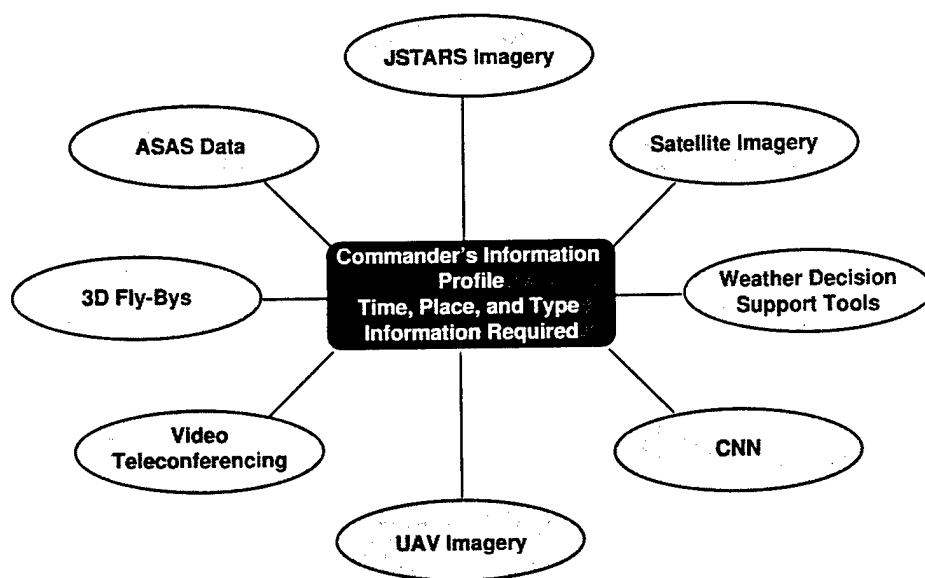 JSTARS Imagery
ASAS Data
Satellite Imagery
Commander's Information
Profile
Time, Place, and Type
Information Required
3D Fly-Bys
Weather Decision
Support Tools
Video
Teleconferencing
CNN
UAV Imagery